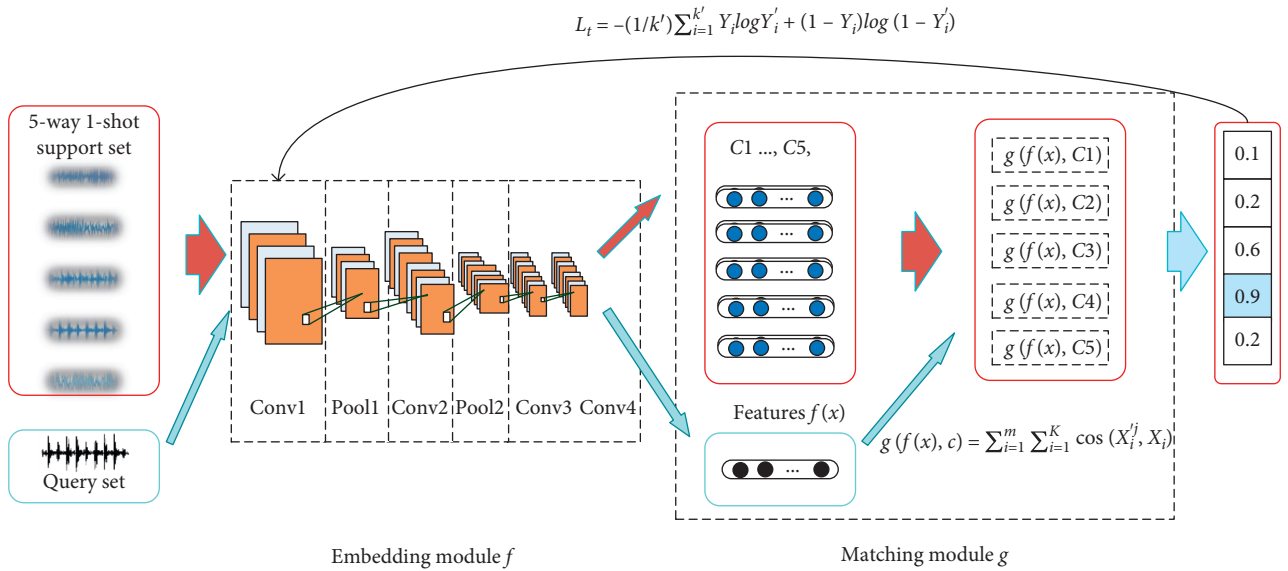 L_t = –(1/k′)∑_{i=1}^{k′} Y_i logY′_i + (1 – Y_i)log (1 – Y′_i)
5-way 1-shot
support set
Query set
Conv1
Pool1
Conv2
Pool2
Conv3
Conv4
Embedding module f
C1 ..., C5,
...
...
...
...
...
Features f (x)
...
g (f (x), C1)
g (f (x), C2)
g (f (x), C3)
g (f (x), C4)
g (f (x), C5)
g (f (x), c) = ∑_{i=1}^{m} ∑_{i=1}^{K} cos (X_i^{′j}, X_i)
Matching module g
0.1
0.2
0.6
0.9
0.2